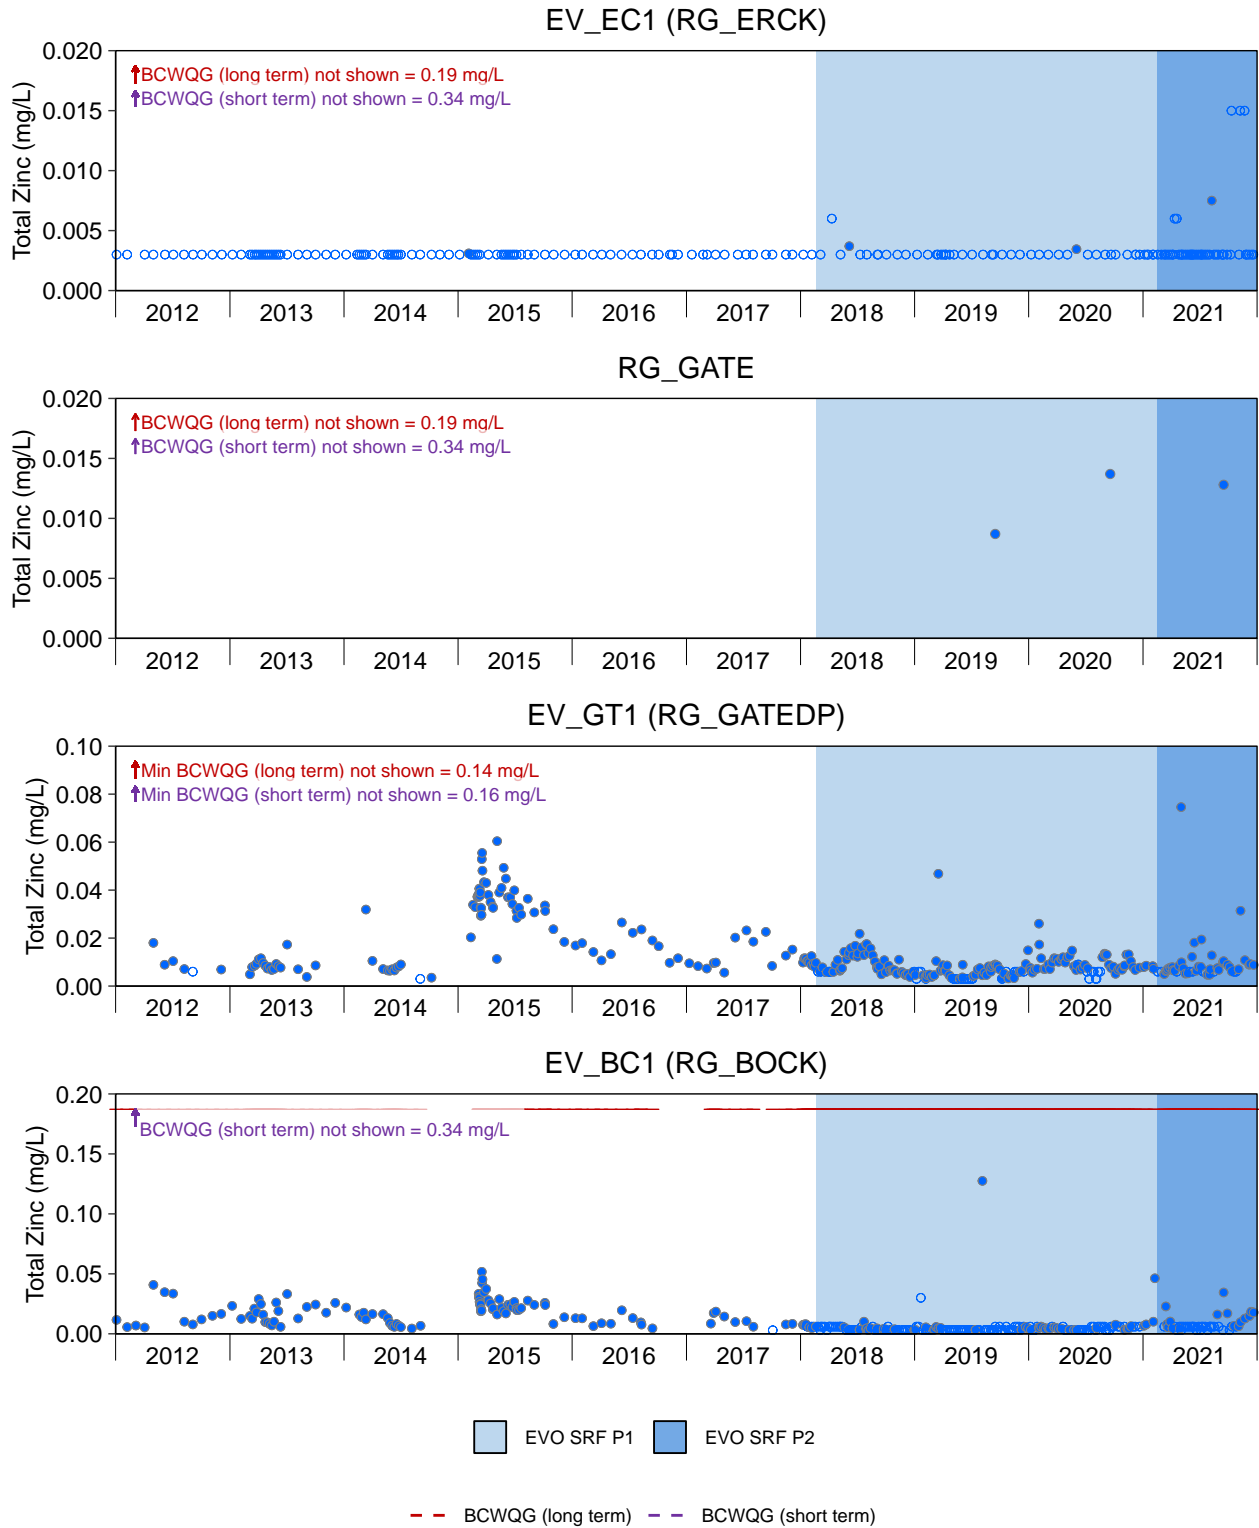 EV_EC1 (RG_ERCK)
0.020
0.015
0.010
0.005
0.000
Total Zinc (mg/L)
BCWQG (long term) not shown = 0.19 mg/L
BCWQG (short term) not shown = 0.34 mg/L
2012 2013 2014 2015 2016 2017 2018 2019 2020 2021
RG_GATE
0.020
0.015
0.010
0.005
0.000
Total Zinc (mg/L)
BCWQG (long term) not shown = 0.19 mg/L
BCWQG (short term) not shown = 0.34 mg/L
2012 2013 2014 2015 2016 2017 2018 2019 2020 2021
EV_GT1 (RG_GATEDP)
0.10
0.08
0.06
0.04
0.02
0.00
Total Zinc (mg/L)
Min BCWQG (long term) not shown = 0.14 mg/L
Min BCWQG (short term) not shown = 0.16 mg/L
2012 2013 2014 2015 2016 2017 2018 2019 2020 2021
EV_BC1 (RG_BOCK)
0.20
0.15
0.10
0.05
0.00
Total Zinc (mg/L)
BCWQG (short term) not shown = 0.34 mg/L
2012 2013 2014 2015 2016 2017 2018 2019 2020 2021
EVO SRF P1 EVO SRF P2
BCWQG (long term) BCWQG (short term)